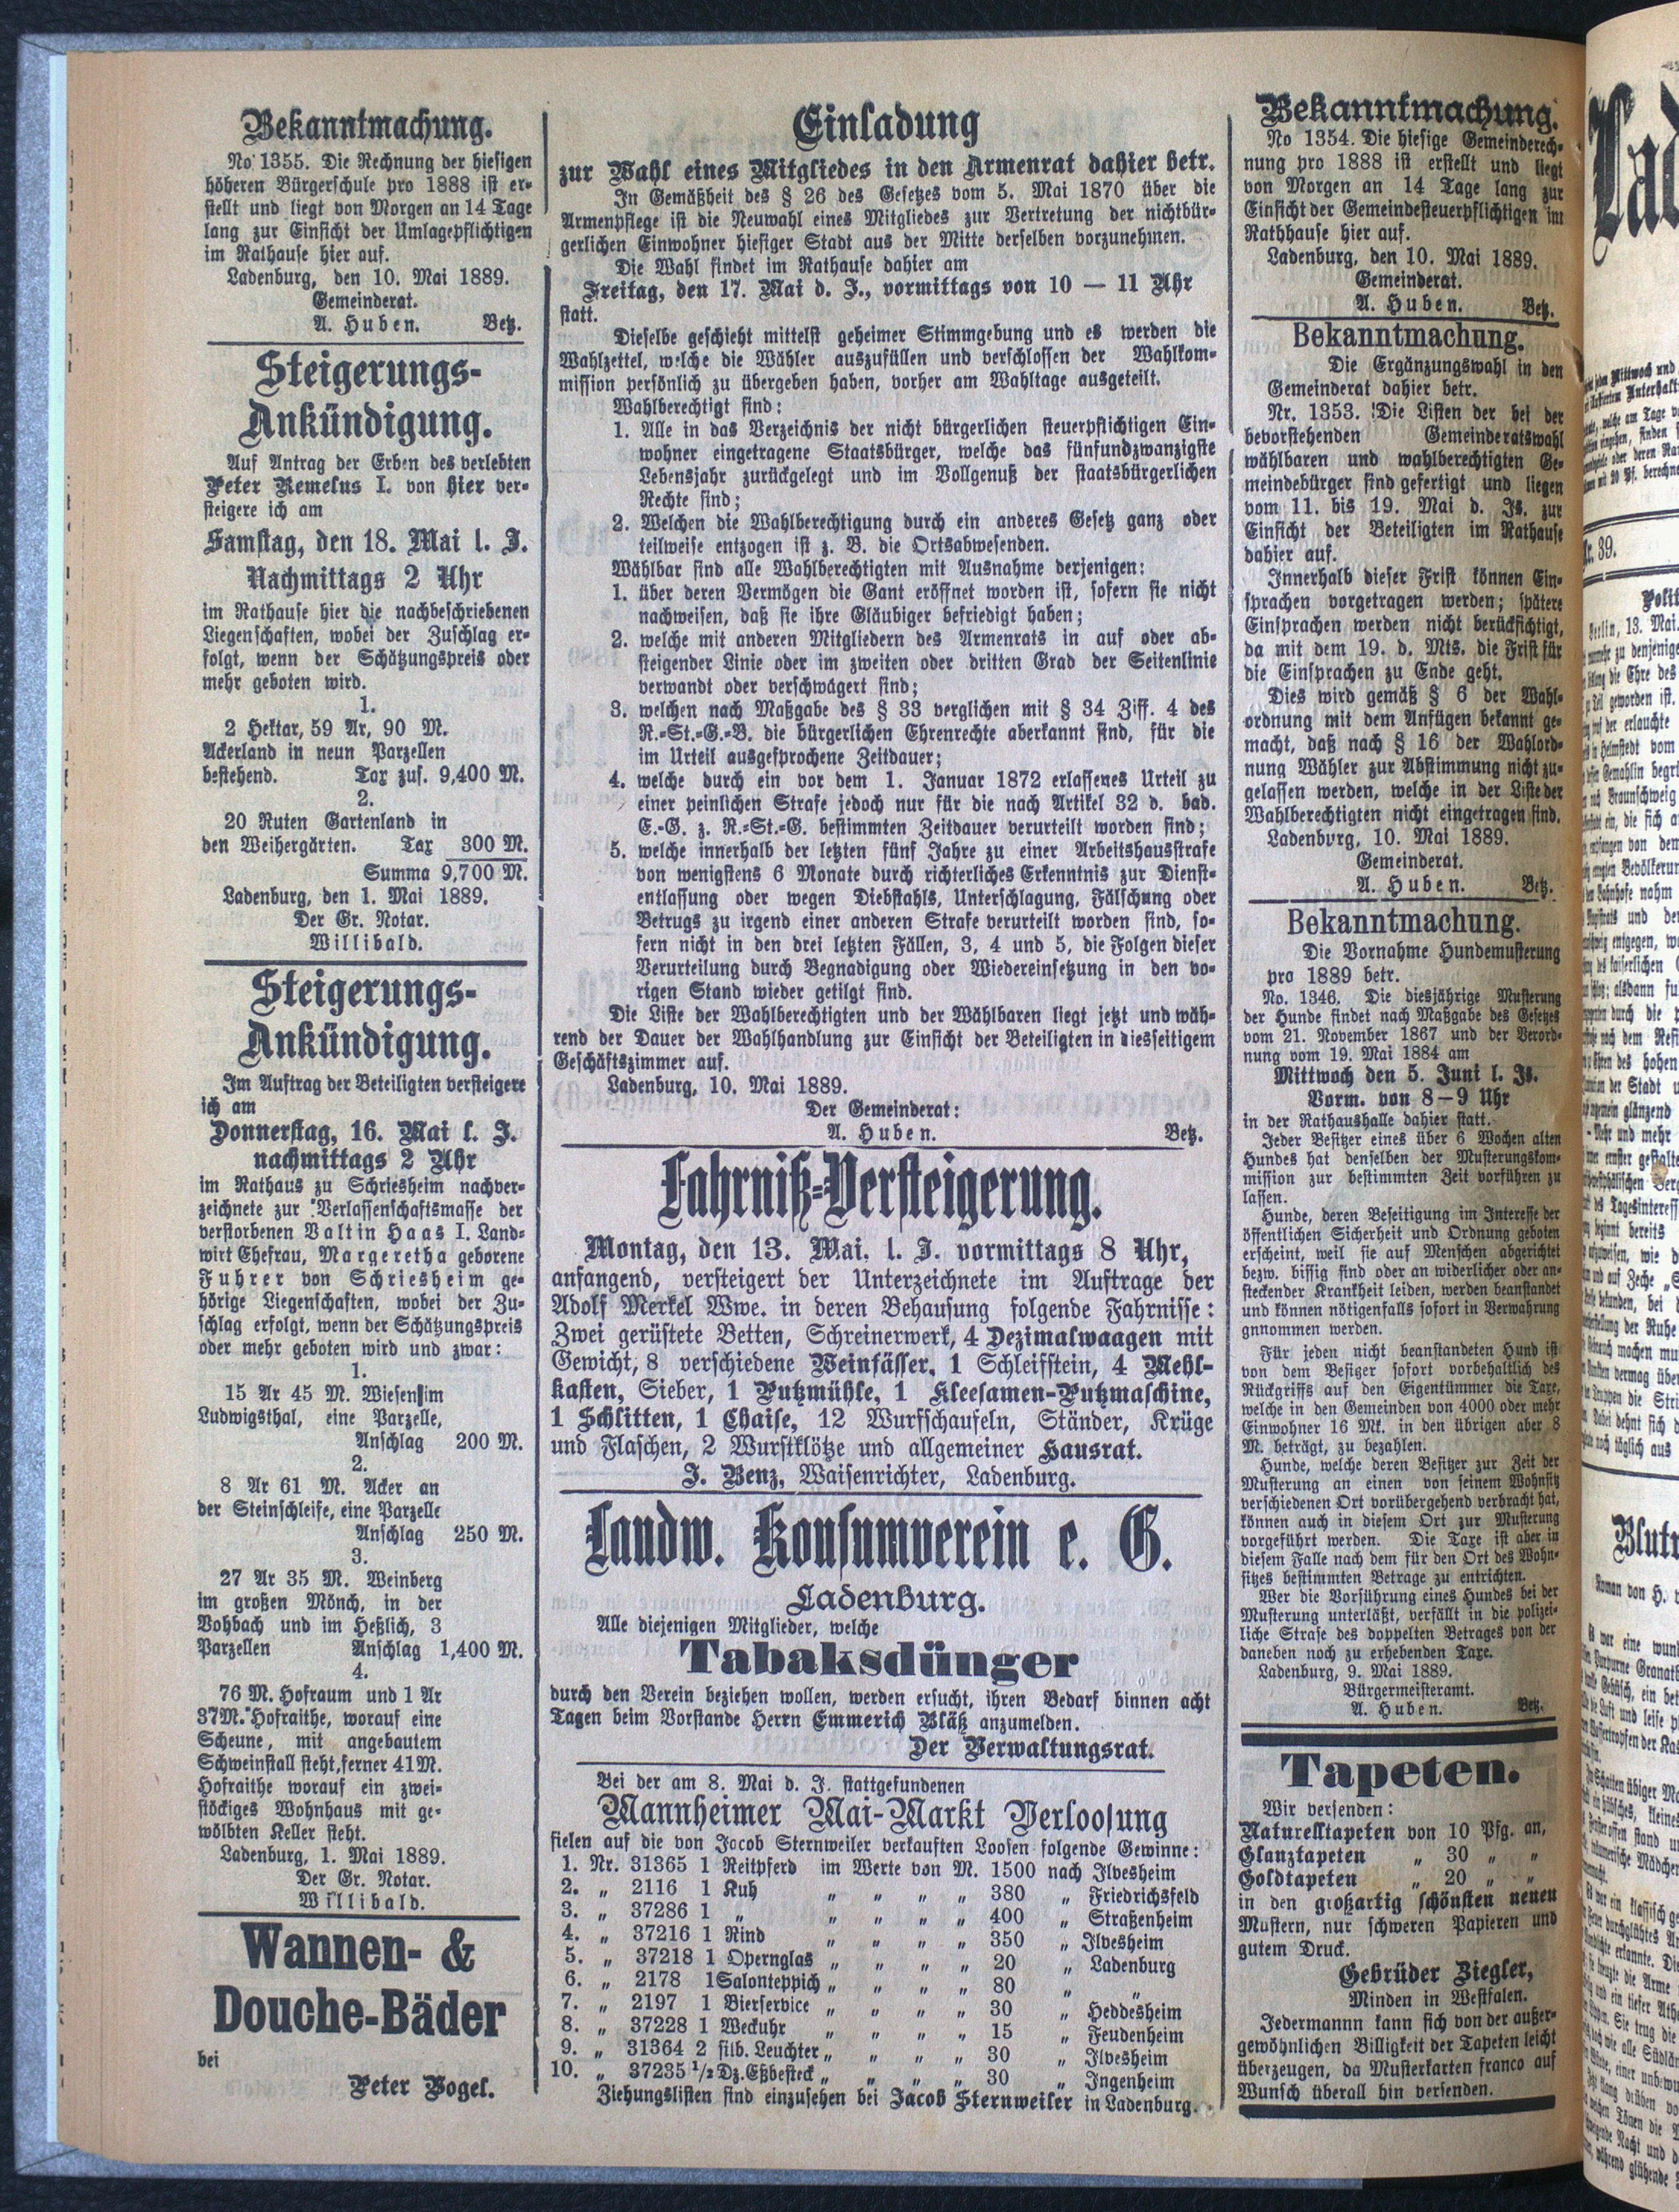 Bekanntmachung.
No 1355. Die Rechnung der hiesigen
höheren Bürgerschule pro 1888 ist er-
stellt und liegt von Morgen an 14 Tage
lang zur Einsicht der Umlagepflichtigen
im Rathause hier auf.
Ladenburg, den 10. Mai 1889.
Gemeinderat.
A. Huben. Betz.
Steigerungs-
Ankündigung.
Auf Antrag der Erben des verlebten
Peter Remelus I. von hier ver-
steigere ich am
Samstag, den 18. Mai l. J.
Nachmittags 2 Uhr
im Rathause hier die nachbeschriebenen
Liegenschaften, wobei der Zuschlag er-
folgt, wenn der Schätzungspreis oder
mehr geboten wird.
1.
2 Hektar, 59 Ar, 90 M.
Ackerland in neun Parzellen
bestehend. Tax zus. 9,400 M.
2.
20 Ruten Gartenland in
den Weihergärten. Tax 300 M.
Summa 9,700 M.
Ladenburg, den 1. Mai 1889.
Der Gr. Notar.
Willibald.
Steigerungs-
Ankündigung.
Im Auftrag der Beteiligten versteigere
ich am
Donnerstag, 16. Mai l. J.
nachmittags 2 Uhr
im Rathaus zu Schriesheim nachver-
zeichnete zur Verlassenschaftsmasse der
verstorbenen Valtin Haas I. Land-
wirt Ehefrau, Margeretha geborene
Fuhrer von Schriesheim ge-
hörige Liegenschaften, wobei der Zu-
schlag erfolgt, wenn der Schätzungspreis
oder mehr geboten wird und zwar:
1.
15 Ar 45 M. Wiesen im
Ludwigsthal, eine Parzelle,
Anschlag 200 M.
2.
8 Ar 61 M. Acker an
der Steinschleife, eine Parzelle
Anschlag 250 M.
3.
27 Ar 35 M. Weinberg
im großen Mönch, in der
Vohbach und im Heßlich, 3
Parzellen Anschlag 1,400 M.
4.
76 M. Hofraum und 1 Ar
37 M. Hofraithe, worauf eine
Scheune, mit angebautem
Schweinstall steht, ferner 41 M.
Hofraithe worauf ein zwei-
stöckiges Wohnhaus mit ge-
wölbten Keller steht.
Ladenburg, 1. Mai 1889.
Der Gr. Notar.
Willibald.
Wannen- &
Douche-Bäder
bei
Peter Vogel.
Einladung
zur Wahl eines Mitgliedes in den Armenrat dahier betr.
In Gemäßheit des § 26 des Gesetzes vom 5. Mai 1870 über die
Armenpflege ist die Neuwahl eines Mitgliedes zur Vertretung der nichtbür-
gerlichen Einwohner hiesiger Stadt aus der Mitte derselben vorzunehmen.
Die Wahl findet im Rathause dahier am
Freitag, den 17. Mai d. J., vormittags von 10 — 11 Uhr
statt.
Dieselbe geschieht mittelst geheimer Stimmgebung und es werden die
Wahlzettel, welche die Wähler auszufüllen und verschlossen der Wahlkom-
mission persönlich zu übergeben haben, vorher am Wahltage ausgeteilt.
Wahlberechtigt sind:
1. Alle in das Verzeichnis der nicht bürgerlichen steuerpflichtigen Ein-
wohner eingetragene Staatsbürger, welche das fünfundzwanzigste
Lebensjahr zurückgelegt und im Vollgenuß der staatsbürgerlichen
Rechte sind;
2. Welchen die Wahlberechtigung durch ein anderes Gesetz ganz oder
teilweise entzogen ist z. B. die Ortsabwesenden.
Wählbar sind alle Wahlberechtigten mit Ausnahme derjenigen:
1. über deren Vermögen die Gant eröffnet worden ist, sofern sie nicht
nachweisen, daß sie ihre Gläubiger befriedigt haben;
2. welche mit anderen Mitgliedern des Armenrats in auf oder ab-
steigender Linie oder im zweiten oder dritten Grad der Seitenlinie
verwandt oder verschwägert sind;
3. welchen nach Maßgabe des § 33 verglichen mit § 34 Ziff. 4 des
R.-St.-G.-B. die bürgerlichen Ehrenrechte aberkannt sind, für die
im Urteil ausgesprochene Zeitdauer;
4. welche durch ein vor dem 1. Januar 1872 erlassenes Urteil zu
einer peinlichen Strafe jedoch nur für die nach Artikel 32 d. bad.
E.-G. z. R.-St.-G. bestimmten Zeitdauer verurteilt worden sind;
5. welche innerhalb der letzten fünf Jahre zu einer Arbeitshausstrafe
von wenigstens 6 Monate durch richterliches Erkenntnis zur Dienst-
entlassung oder wegen Diebstahls, Unterschlagung, Fälschung oder
Betrugs zu irgend einer anderen Strafe verurteilt worden sind, so-
fern nicht in den drei letzten Fällen, 3, 4 und 5, die Folgen dieser
Verurteilung durch Begnadigung oder Wiedereinsetzung in den vo-
rigen Stand wieder getilgt sind.
Die Liste der Wahlberechtigten und der Wählbaren liegt jetzt und wäh-
rend der Dauer der Wahlhandlung zur Einsicht der Beteiligten in diesseitigem
Geschäftszimmer auf.
Ladenburg, 10. Mai 1889.
Der Gemeinderat:
A. Huben. Betz.
Fahrniß-Versteigerung.
Montag, den 13. Mai. l. J. vormittags 8 Uhr,
anfangend, versteigert der Unterzeichnete im Auftrage der
Adolf Merkel Wwe. in deren Behausung folgende Fahrnisse:
Zwei gerüstete Betten, Schreinerwerk, 4 Dezimalwaagen mit
Gewicht, 8 verschiedene Weinfässer, 1 Schleifstein, 4 Mehl-
kasten, Sieber, 1 Putzmühle, 1 Kleesamen-Putzmaschine,
1 Schlitten, 1 Chaise, 12 Wurfschaufeln, Ständer, Krüge
und Flaschen, 2 Wurstklötze und allgemeiner Hausrat.
J. Benz, Waisenrichter, Ladenburg.
Landw. Konsumverein e. G.
Ladenburg.
Alle diejenigen Mitglieder, welche
Tabaksdünger
durch den Verein beziehen wollen, werden ersucht, ihren Bedarf binnen acht
Tagen beim Vorstande Herrn Emmerich Bläß anzumelden.
Der Verwaltungsrat.
Bei der am 8. Mai d. J. stattgefundenen
Mannheimer Mai-Markt Verloosung
fielen auf die von Jocob Sternweiler verkauften Loosen folgende Gewinne:
1. Nr. 31365 1 Reitpferd im Werte von M. 1500 nach Ilvesheim
2. „ 2116 1 Kuh „ „ „ „ 380 „ Friedrichsfeld
3. „ 37286 1 „ „ „ „ „ 400 „ Straßenheim
4. „ 37216 1 Rind „ „ „ „ 350 „ Ilvesheim
5. „ 37218 1 Opernglas „ „ „ „ 20 „ Ladenburg
6. „ 2178 1 Salonteppich „ „ „ „ 80 „ „
7. „ 2197 1 Bierservice „ „ „ „ 30 „ Heddesheim
8. „ 37228 1 Weckuhr „ „ „ „ 15 „ Feudenheim
9. „ 31364 2 silb. Leuchter „ „ „ „ 30 „ Ilvesheim
10. „ 37235 1/2 Dz. Eßbesteck „ „ „ „ 30 „ Ingenheim
Ziehungslisten sind einzusehen bei Jacob Sternweiler in Ladenburg.
Bekanntmachung.
No 1354. Die hiesige Gemeinderech-
nung pro 1888 ist erstellt und liegt
von Morgen an 14 Tage lang zur
Einsicht der Gemeindesteuerpflichtigen im
Rathhause hier auf.
Ladenburg, den 10. Mai 1889.
Gemeinderat.
A. Huben. Betz.
Bekanntmachung.
Die Ergänzungswahl in den
Gemeinderat dahier betr.
Nr. 1353. Die Listen der bei der
bevorstehenden Gemeinderatswahl
wählbaren und wahlberechtigten Ge-
meindebürger sind gefertigt und liegen
vom 11. bis 19. Mai d. Js. zur
Einsicht der Beteiligten im Rathause
dahier auf.
Innerhalb dieser Frist können Ein-
sprachen vorgetragen werden; spätere
Einsprachen werden nicht berücksichtigt,
da mit dem 19. d. Mts. die Frist für
die Einsprachen zu Ende geht.
Dies wird gemäß § 6 der Wahl-
ordnung mit dem Anfügen bekannt ge-
macht, daß nach § 16 der Wahlord-
nung Wähler zur Abstimmung nicht zu-
gelassen werden, welche in der Liste der
Wahlberechtigten nicht eingetragen sind.
Ladenbvrg, 10. Mai 1889.
Gemeinderat.
A. Huben. Betz.
Bekanntmachung.
Die Vornahme Hundemusterung
pro 1889 betr.
No. 1346. Die diesjährige Musterung
der Hunde findet nach Maßgabe des Gesetzes
vom 21. November 1867 und der Verord-
nung vom 19. Mai 1884 am
Mittwoch den 5. Juni l. Js.
Vorm. von 8—9 Uhr
in der Rathaushalle dahier statt.
Jeder Besitzer eines über 6 Wochen alten
Hundes hat denselben der Musterungskom-
mission zur bestimmten Zeit vorführen zu
lassen.
Hunde, deren Beseitigung im Interesse der
öffentlichen Sicherheit und Ordnung geboten
erscheint, weil sie auf Menschen abgerichtet
bezw. bissig sind oder an widerlicher oder an-
steckender Krankheit leiden, werden beanstandet
und können nötigenfalls sofort in Verwahrung
gnnommen werden.
Für jeden nicht beanstandeten Hund ist
von dem Besitzer sofort vorbehaltlich des
Rückgriffs auf den Eigentümmer die Taxe,
welche in den Gemeinden von 4000 oder mehr
Einwohner 16 Mk. in den übrigen aber 8
M. beträgt, zu bezahlen.
Hunde, welche deren Besitzer zur Zeit der
Musterung an einen von seinem Wohnsitz
verschiedenen Ort vorübergehend verbracht hat,
können auch in diesem Ort zur Musterung
vorgeführt werden. Die Taxe ist aber in
diesem Falle nach dem für den Ort des Wohn-
sitzes bestimmten Betrage zu entrichten.
Wer die Vorführung eines Hundes bei der
Musterung unterläßt, verfällt in die polizei-
liche Strafe des doppelten Betrages von der
daneben noch zu erhebenden Taxe.
Ladenburg, 9. Mai 1889.
Bürgermeisteramt.
A. Huben. Betz.
Tapeten.
Wir versenden:
Naturelltapeten von 10 Pfg. an,
Glanztapeten „ 30 „ „
Goldtapeten „ 20 „ „
in den großartig schönsten neuen
Mustern, nur schweren Papieren und
gutem Druck.
Gebrüder Ziegler,
Minden in Westfalen.
Jedermannn kann sich von der außer-
gewöhnlichen Billigkeit der Tapeten leicht
überzeugen, da Musterkarten franco auf
Wunsch überall hin versenden.
Lad
Nr. 39.
Polit
Berlin, 13. Mai.
Blutr
Roman von H.